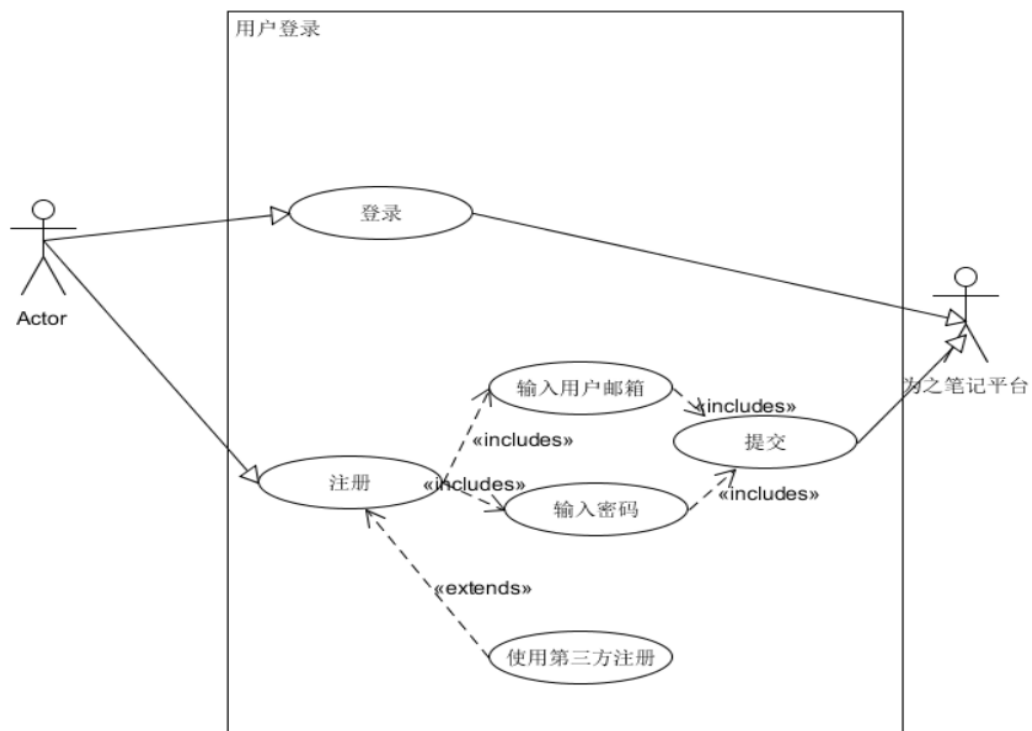 用户登录
登录
Actor
为之笔记平台
输入用户邮箱
«includes»
«includes»
提交
注册
«includes»
«includes»
输入密码
«extends»
使用第三方注册